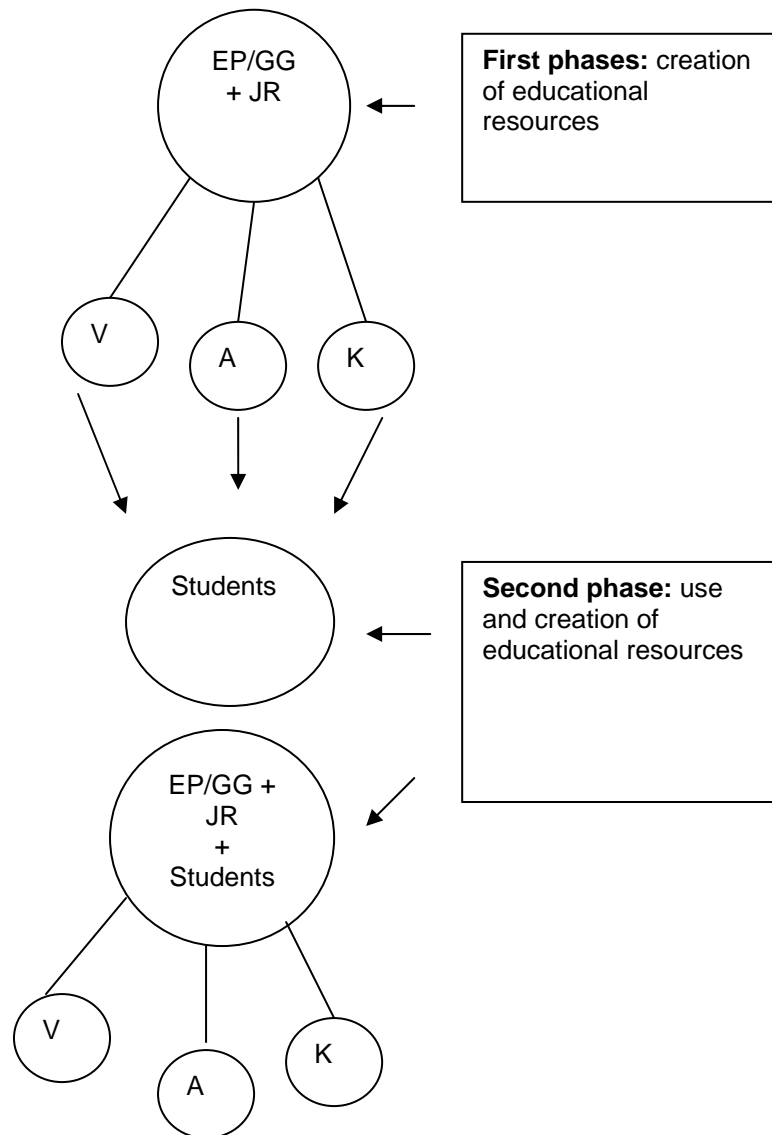 EP/GG
+ JR
First phases: creation
of educational
resources
V
A
K
Students
Second phase: use
and creation of
educational resources
EP/GG +
JR
+
Students
V
A
K